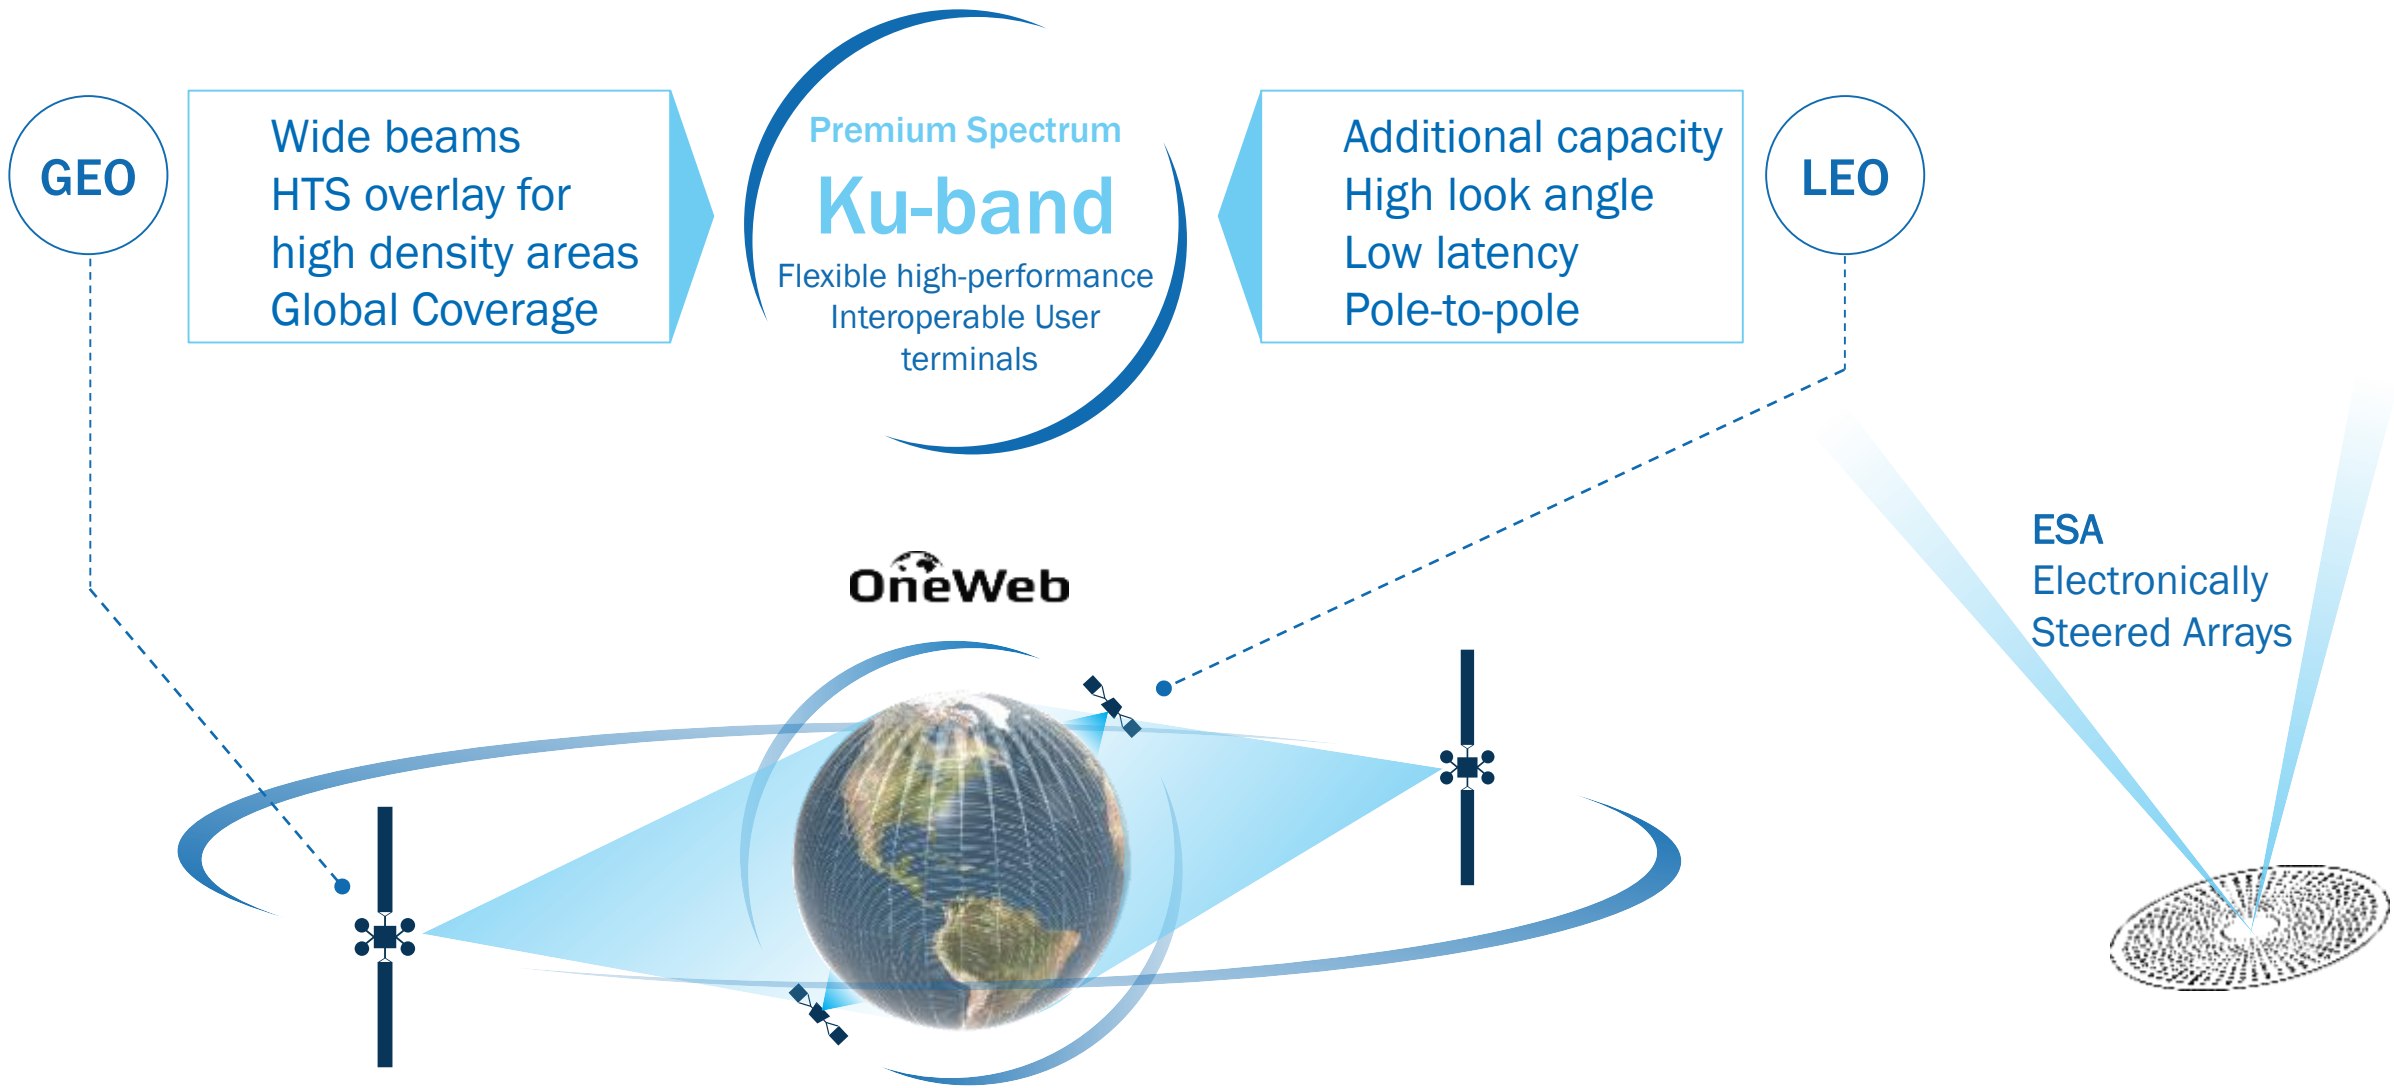 GEO
Wide beams
HTS overlay for
high density areas
Global Coverage
Premium Spectrum
Ku-band
Flexible high-performance
Interoperable User
terminals
Additional capacity
High look angle
Low latency
Pole-to-pole
LEO
OneWeb
ESA
Electronically
Steered Arrays